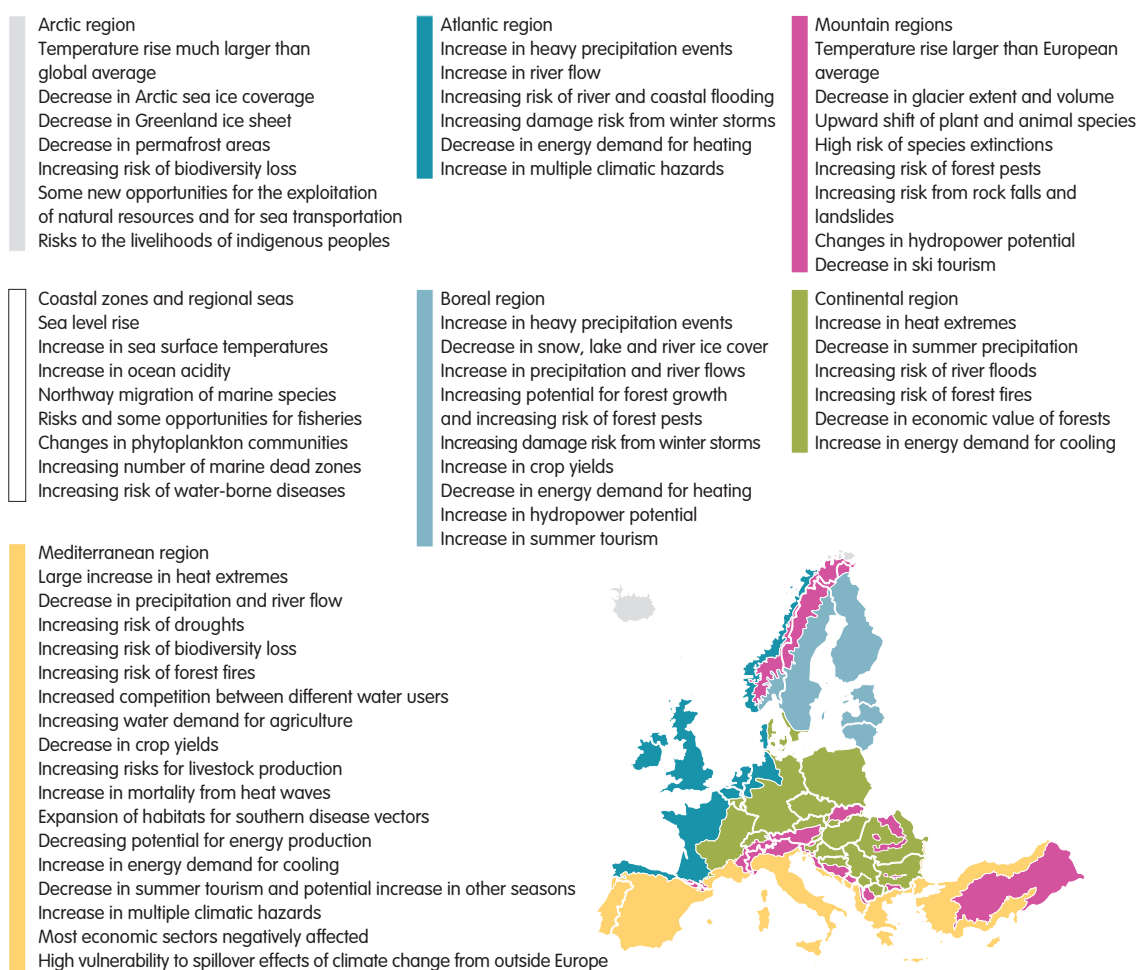 Arctic region
Temperature rise much larger than
global average
Decrease in Arctic sea ice coverage
Decrease in Greenland ice sheet
Decrease in permafrost areas
Increasing risk of biodiversity loss
Some new opportunities for the exploitation
of natural resources and for sea transportation
Risks to the livelihoods of indigenous peoples
Atlantic region
Increase in heavy precipitation events
Increase in river flow
Increasing risk of river and coastal flooding
Increasing damage risk from winter storms
Decrease in energy demand for heating
Increase in multiple climatic hazards
Mountain regions
Temperature rise larger than European
average
Decrease in glacier extent and volume
Upward shift of plant and animal species
High risk of species extinctions
Increasing risk of forest pests
Increasing risk from rock falls and
landslides
Changes in hydropower potential
Decrease in ski tourism
Coastal zones and regional seas
Sea level rise
Increase in sea surface temperatures
Increase in ocean acidity
Northway migration of marine species
Risks and some opportunities for fisheries
Changes in phytoplankton communities
Increasing number of marine dead zones
Increasing risk of water-borne diseases
Boreal region
Increase in heavy precipitation events
Decrease in snow, lake and river ice cover
Increase in precipitation and river flows
Increasing potential for forest growth
and increasing risk of forest pests
Increasing damage risk from winter storms
Increase in crop yields
Decrease in energy demand for heating
Increase in hydropower potential
Increase in summer tourism
Continental region
Increase in heat extremes
Decrease in summer precipitation
Increasing risk of river floods
Increasing risk of forest fires
Decrease in economic value of forests
Increase in energy demand for cooling
Mediterranean region
Large increase in heat extremes
Decrease in precipitation and river flow
Increasing risk of droughts
Increasing risk of biodiversity loss
Increasing risk of forest fires
Increased competition between different water users
Increasing water demand for agriculture
Decrease in crop yields
Increasing risks for livestock production
Increase in mortality from heat waves
Expansion of habitats for southern disease vectors
Decreasing potential for energy production
Increase in energy demand for cooling
Decrease in summer tourism and potential increase in other seasons
Increase in multiple climatic hazards
Most economic sectors negatively affected
High vulnerability to spillover effects of climate change from outside Europe